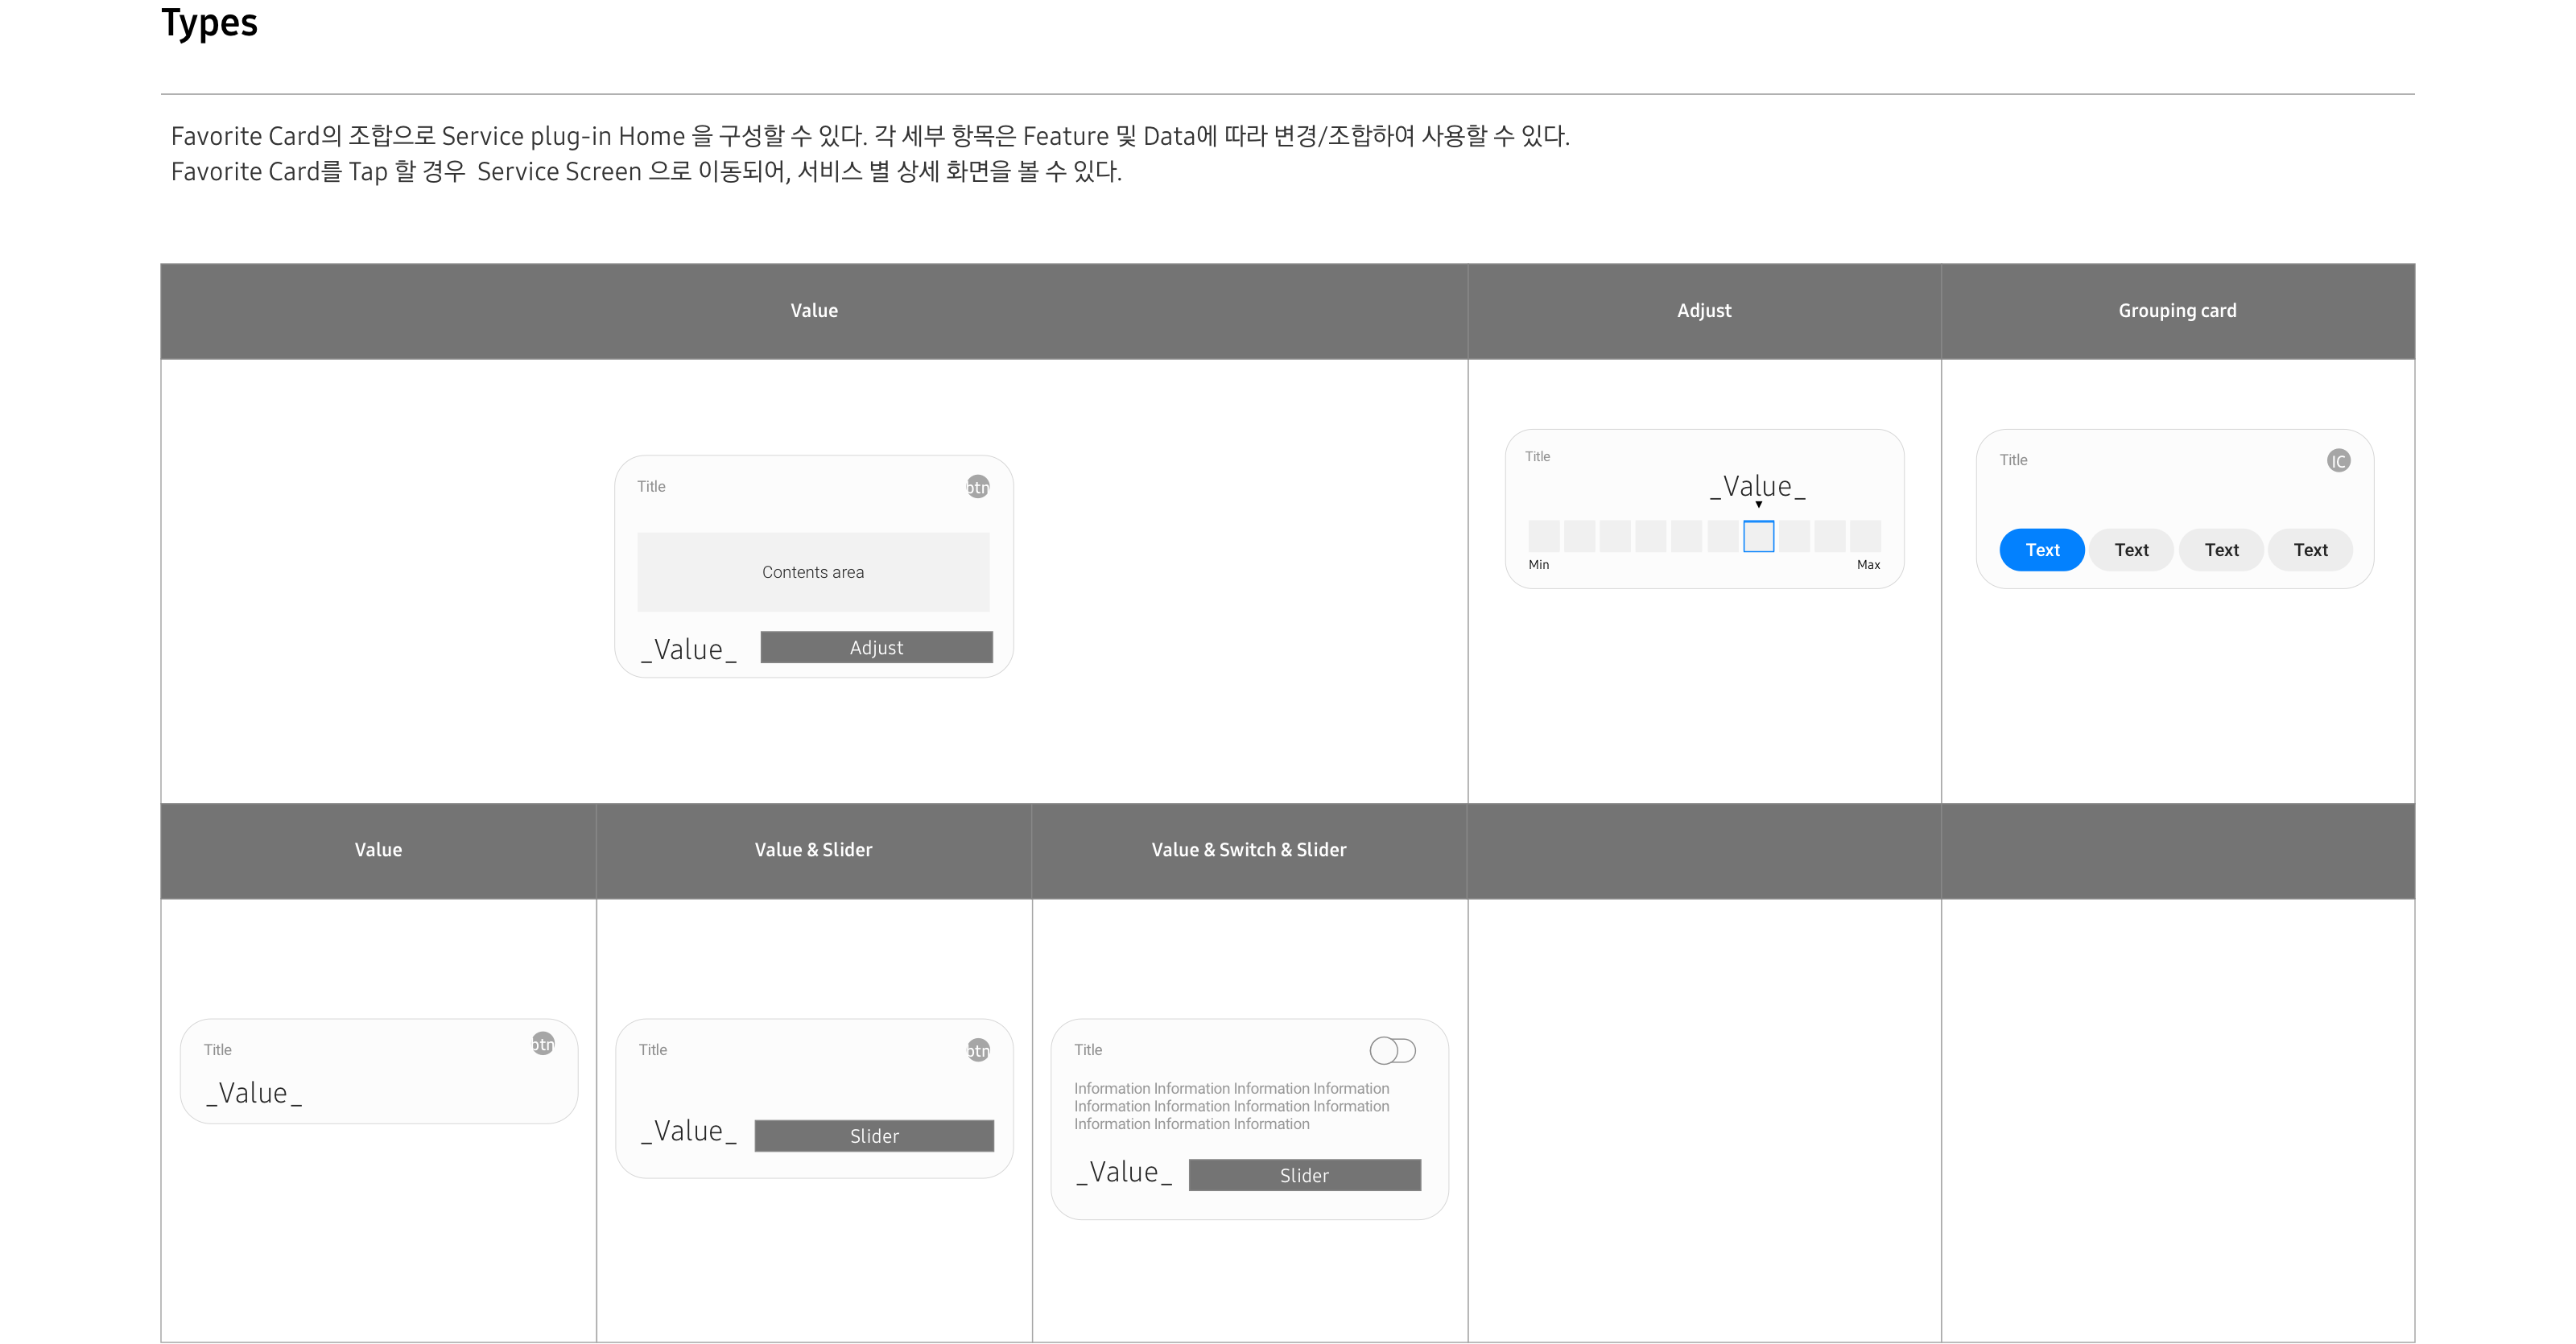 Types
Favorite Card의 조합으로 Service plug-in Home 을 구성할 수 있다. 각 세부 항목은 Feature 및 Data에 따라 변경/조합하여 사용할 수 있다.
Favorite Card를 Tap 할 경우 Service Screen 으로 이동되어, 서비스 별 상세 화면을 볼 수 있다.
Value
Adjust
Grouping card
Title
btn
Contents area
_Value_
Adjust
Title
_Value_
Min
Max
Title
IC
Text
Text
Text
Text
Value
Value & Slider
Value & Switch & Slider
Title
btn
_Value_
Title
btn
_Value_
Slider
Title
Information Information Information Information
Information Information Information Information
Information Information Information
_Value_
Slider